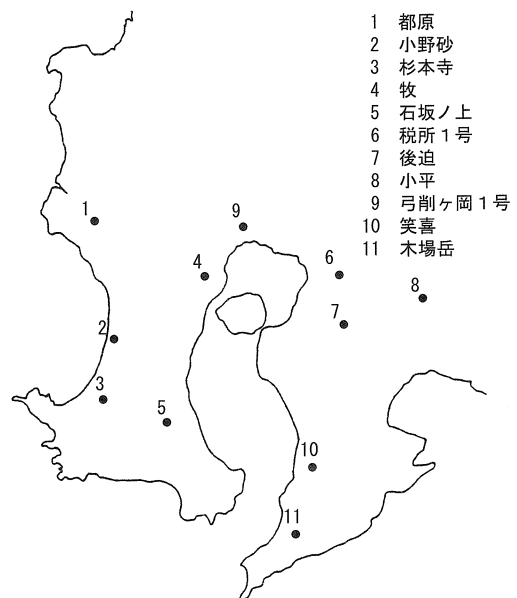 1 都原
2 小野砂
3 杉本寺
4 牧
5 石坂ノ上
6 税所１号
7 後迫
8 小平
9 弓削ヶ岡１号
10 笑喜
11 木場岳
1
9
4
6
8
7
2
3
5
10
11